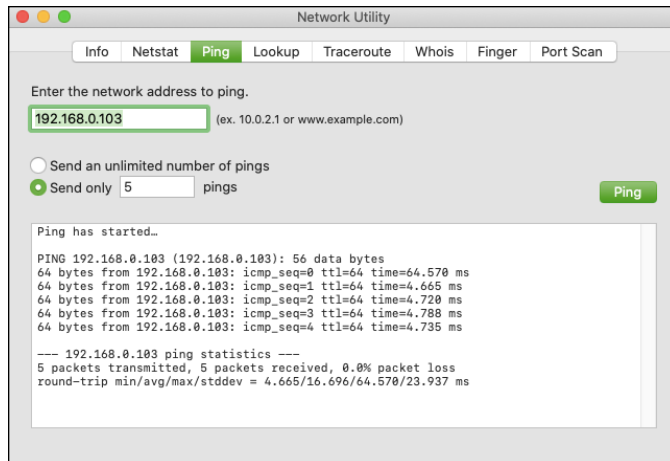 Network Utility
Info Netstat Ping Lookup Traceroute Whois Finger Port Scan
Enter the network address to ping.
192.168.0.103 (ex. 10.0.2.1 or www.example.com)
Send an unlimited number of pings
Send only 5 pings
Ping
Ping has started…
PING 192.168.0.103 (192.168.0.103): 56 data bytes
64 bytes from 192.168.0.103: icmp_seq=0 ttl=64 time=64.570 ms
64 bytes from 192.168.0.103: icmp_seq=1 ttl=64 time=4.665 ms
64 bytes from 192.168.0.103: icmp_seq=2 ttl=64 time=4.720 ms
64 bytes from 192.168.0.103: icmp_seq=3 ttl=64 time=4.788 ms
64 bytes from 192.168.0.103: icmp_seq=4 ttl=64 time=4.735 ms
--- 192.168.0.103 ping statistics ---
5 packets transmitted, 5 packets received, 0.0% packet loss
round-trip min/avg/max/stddev = 4.665/16.696/64.570/23.937 ms